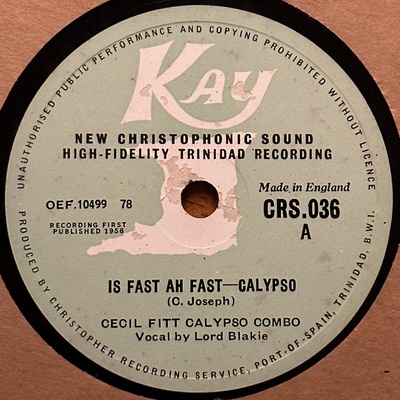 UNAUTHORISED PUBLIC PERFORMANCE AND COPYING PROHIBITED WITHOUT LICENCE
Kay
NEW CHRISTOPHONIC SOUND
HIGH-FIDELITY TRINIDAD RECORDING
Made in England
OEF.10499 78
CRS.036
RECORDING FIRST
PUBLISHED 1958
A
IS FAST AH FAST—CALYPSO
(C. Joseph)
CECIL FITT CALYPSO COMBO
Vocal by Lord Blakie
PRODUCED BY CHRISTOPHER RECORDING SERVICE, PORT-OF-SPAIN, TRINIDAD, B.W.I.